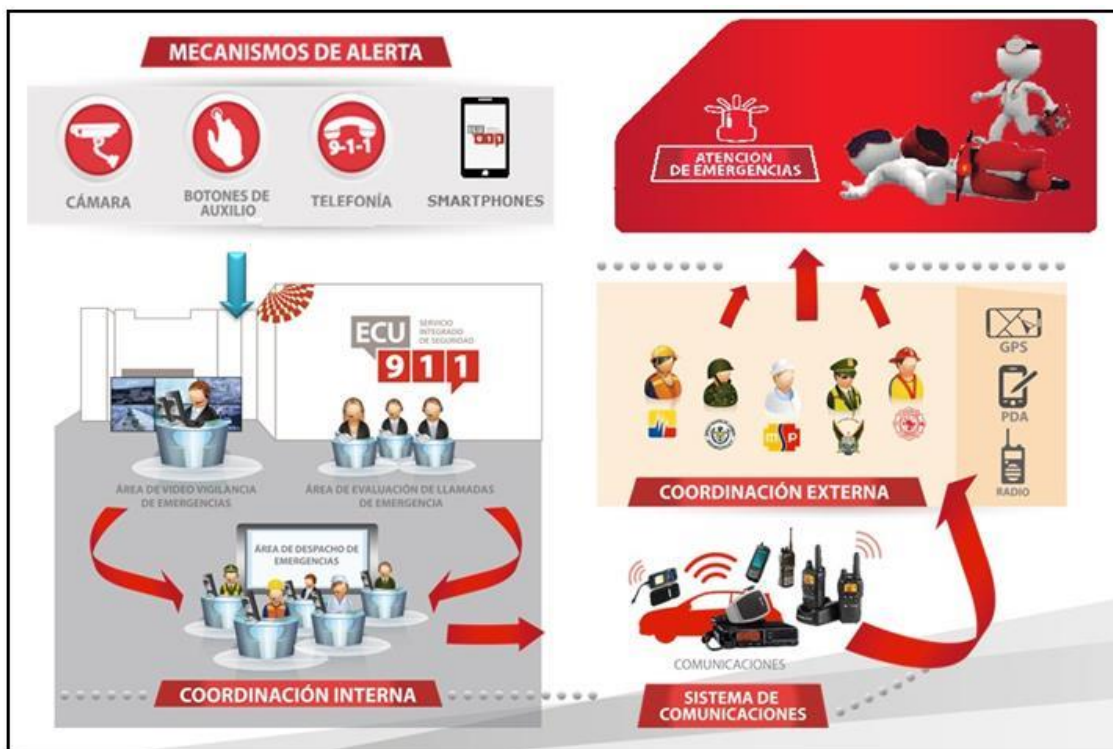 MECANISMOS DE ALERTA
9-1-1
CÁMARA
BOTONES DE
AUXILIO
TELEFONÍA
SMARTPHONES
ATENCIÓN
DE EMERGENCIAS
ECU
911
SERVICIO
INTEGRADO
DE SEGURIDAD
ÁREA DE VIDEO VIGILANCIA
DE EMERGENCIAS
ÁREA DE EVALUACIÓN DE LLAMADAS
DE EMERGENCIA
ÁREA DE DESPACHO DE
EMERGENCIAS
COORDINACIÓN INTERNA
GPS
PDA
RADIO
msp
COORDINACIÓN EXTERNA
COMUNICACIONES
SISTEMA DE
COMUNICACIONES